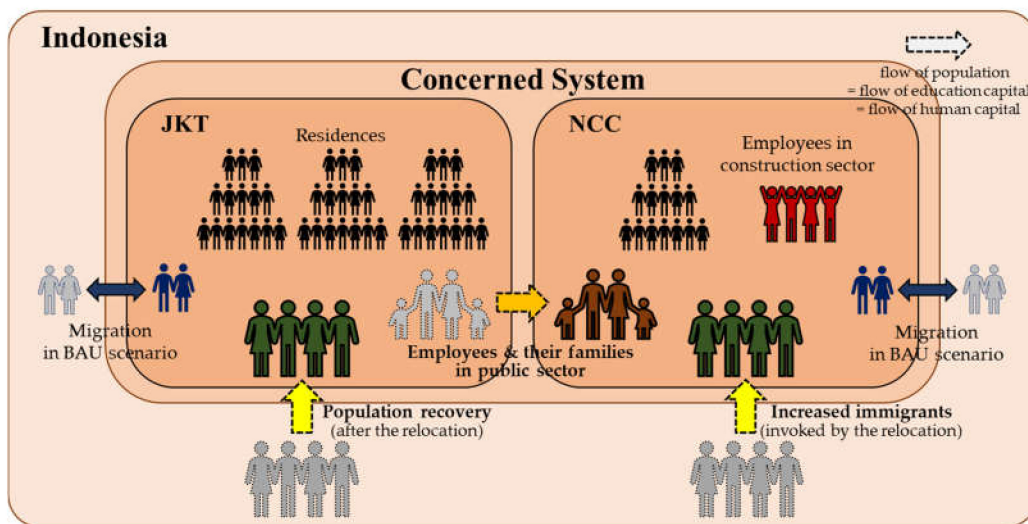 Indonesia
flow of population
= flow of education capital
= flow of human capital
Concerned System
JKT
Residences
NCC
Employees in
construction sector
Migration
in BAU scenario
Employees & their families
in public sector
Migration
in BAU scenario
Population recovery
(after the relocation)
Increased immigrants
(invoked by the relocation)